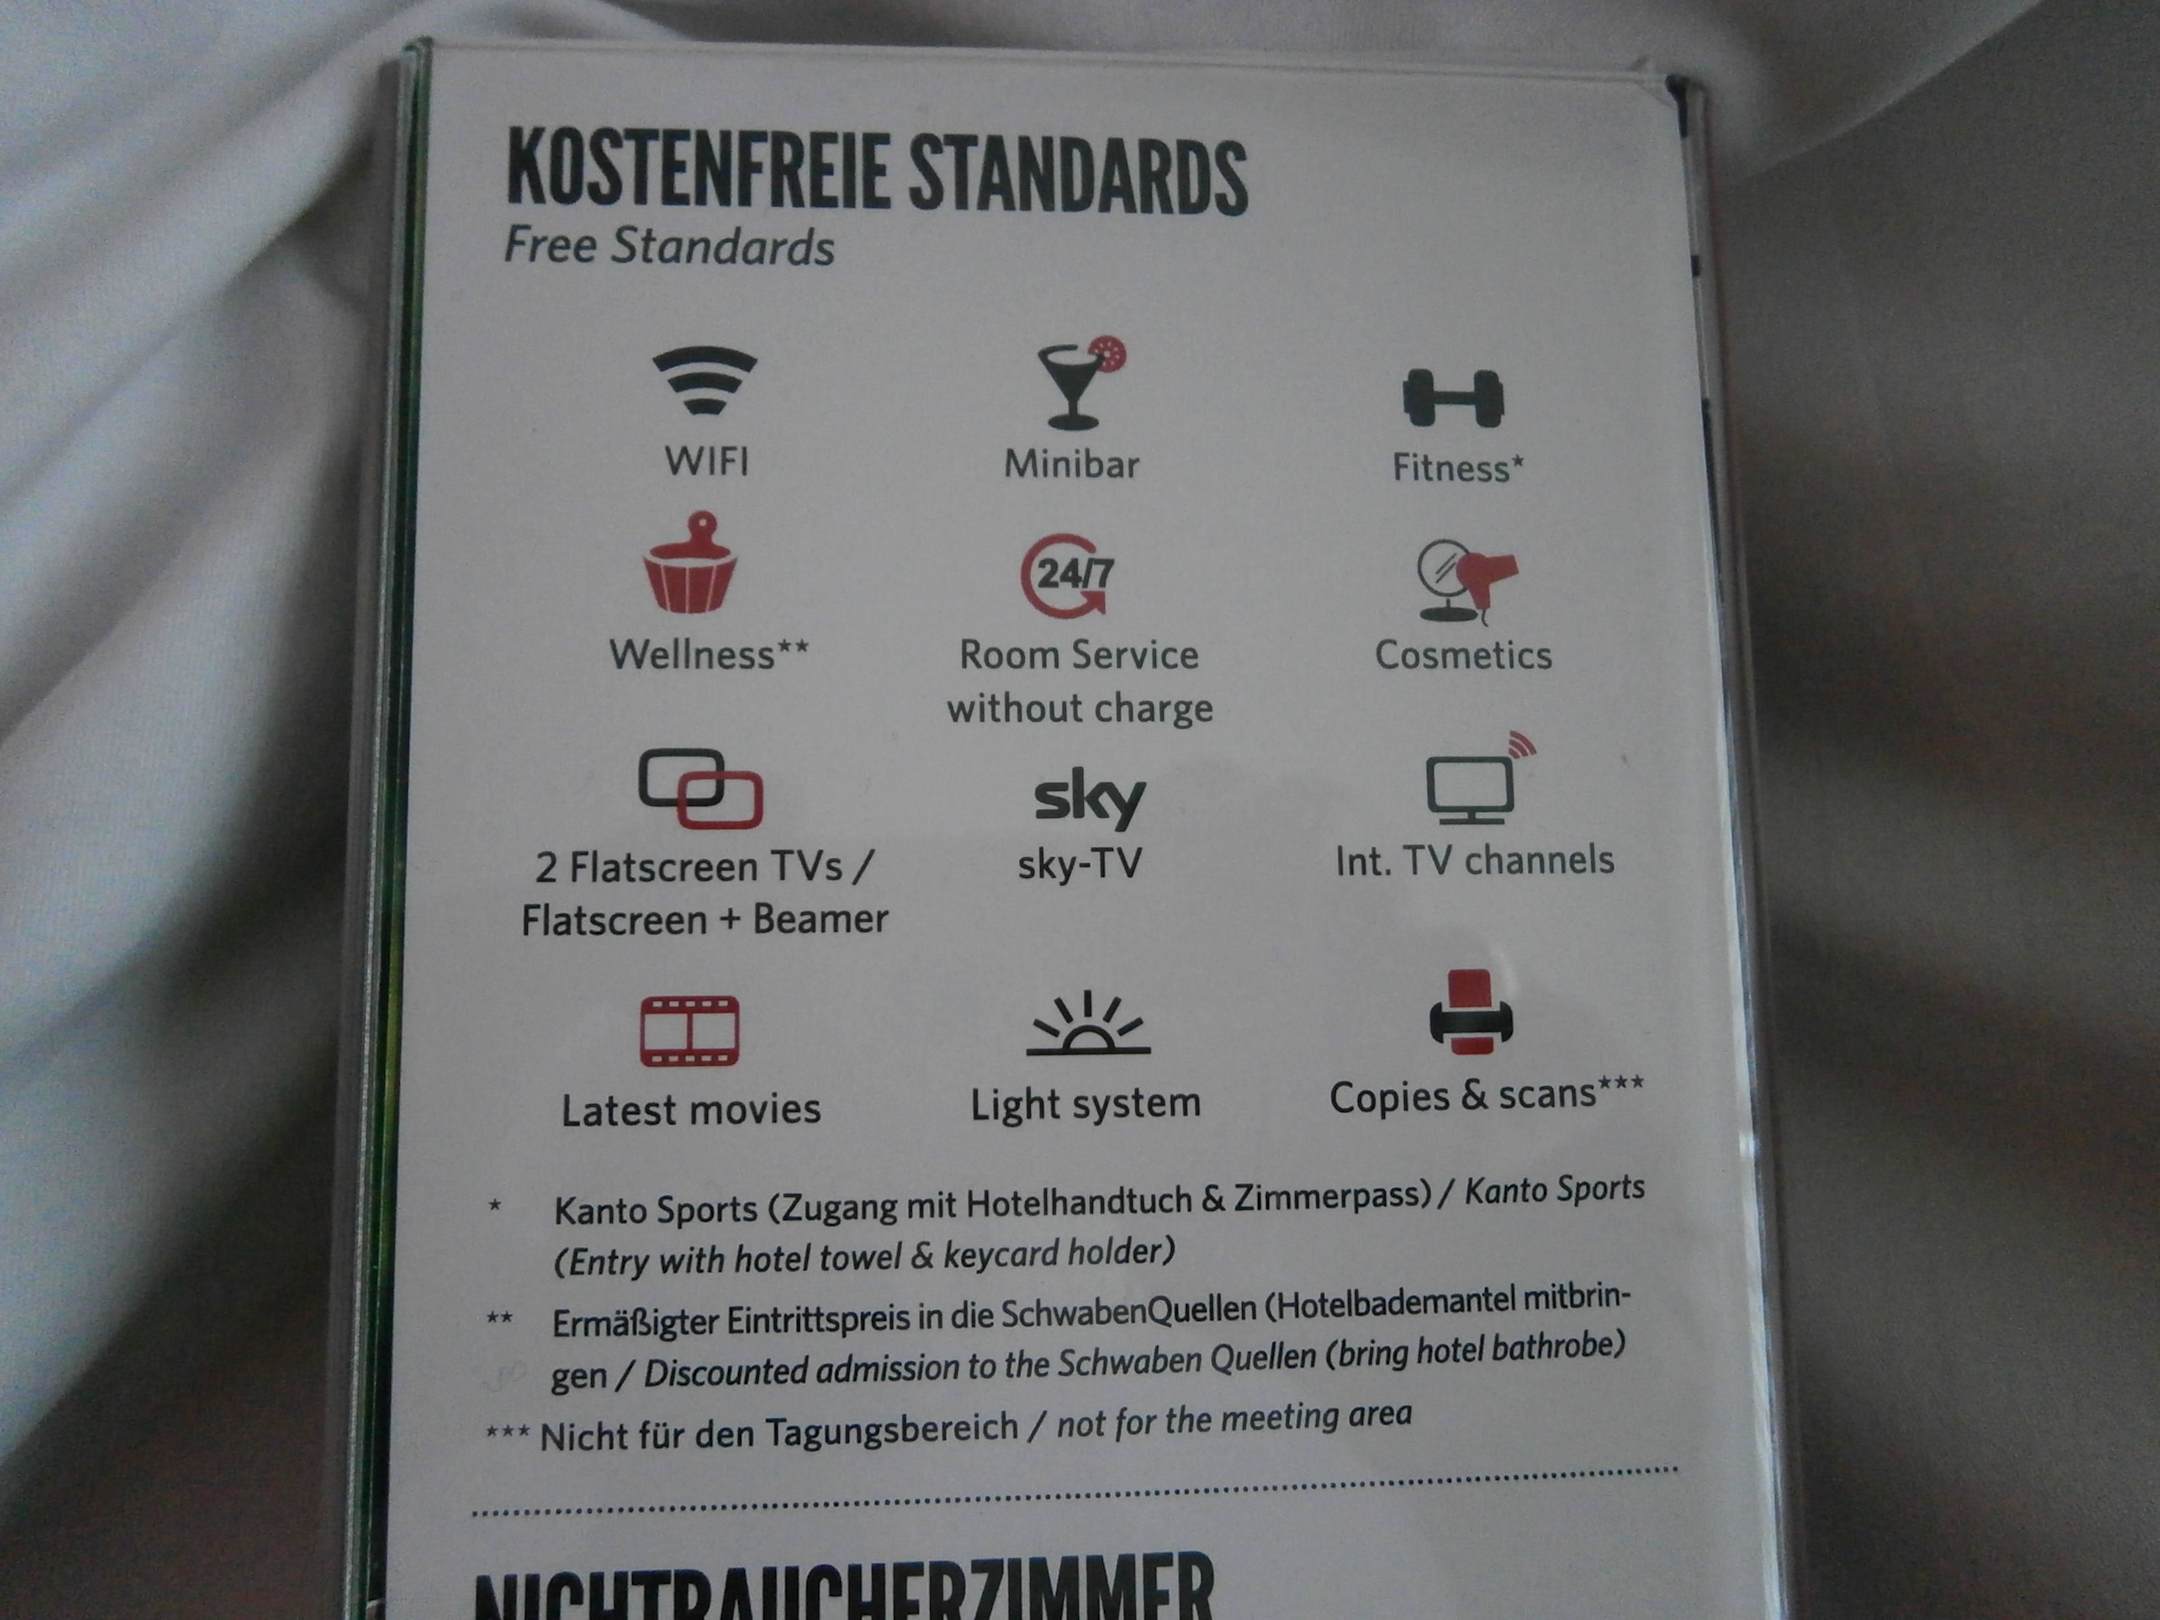 KOSTENFREIE STANDARDS
Free Standards
WIFI
Minibar
Fitness*
24/7
Wellness**
Room Service
without charge
Cosmetics
2 Flatscreen TVs /
Flatscreen + Beamer
sky
sky-TV
Int. TV channels
Latest movies
Light system
Copies & scans***
* Kanto Sports (Zugang mit Hotelhandtuch & Zimmerpass) / Kanto Sports
(Entry with hotel towel & keycard holder)
** Ermäßigter Eintrittspreis in die SchwabenQuellen (Hotelbademantel mitbrin-
gen / Discounted admission to the Schwaben Quellen (bring hotel bathrobe)
*** Nicht für den Tagungsbereich / not for the meeting area
NICHTRAUCHERZIMMER